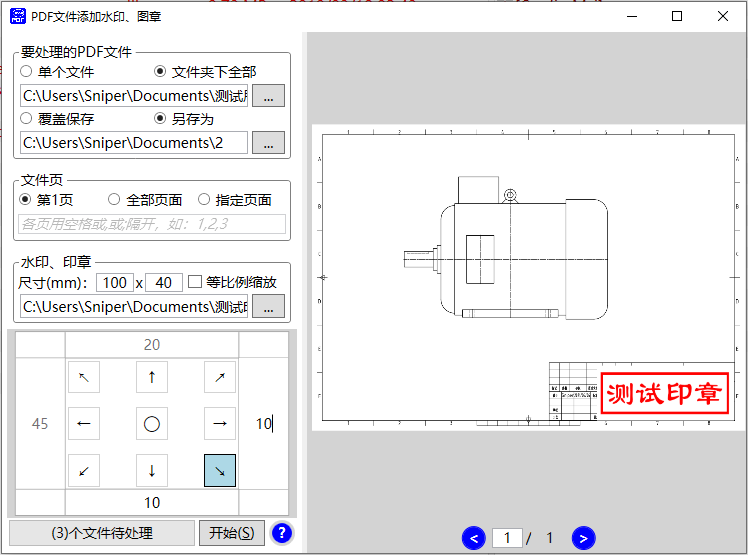 PDF文件添加水印、图章
要处理的PDF文件
单个文件 文件夹下全部
C:\Users\Sniper\Documents\测试
...
覆盖保存 另存为
C:\Users\Sniper\Documents\2
...
文件页
第1页 全部页面 指定页面
各页用空格或,或;隔开，如：1,2,3
水印、印章
尺寸(mm)： 100 x 40 等比例缩放
C:\Users\Sniper\Documents\测试
...
20
↖ ↑ ↗
45 ← ○ → 10
↙ ↓ ↘
10
(3)个文件待处理 开始(S) ?
测试印章
< 1 / 1 >